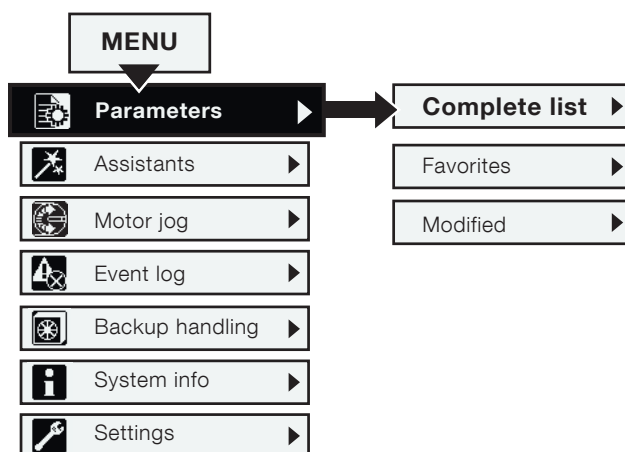 MENU
Parameters
Assistants
Motor jog
Event log
Backup handling
System info
Settings
Complete list
Favorites
Modified